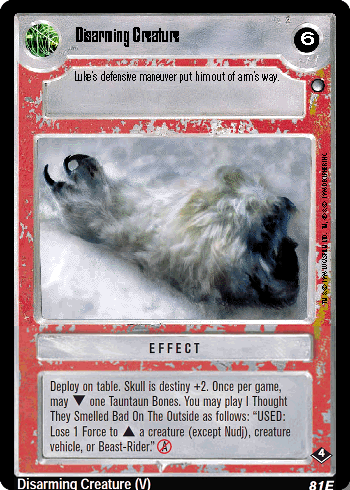 Disarming Creature
6
Luke's defensive maneuver put him out of arm's way.
EFFECT
Deploy on table. Skull is destiny +2. Once per game,
may ▼ one Tauntaun Bones. You may play I Thought
They Smelled Bad On The Outside as follows: "USED:
Lose 1 Force to ▲ a creature (except Nudj), creature
vehicle, or Beast-Rider." A
4
Disarming Creature (V)
81E